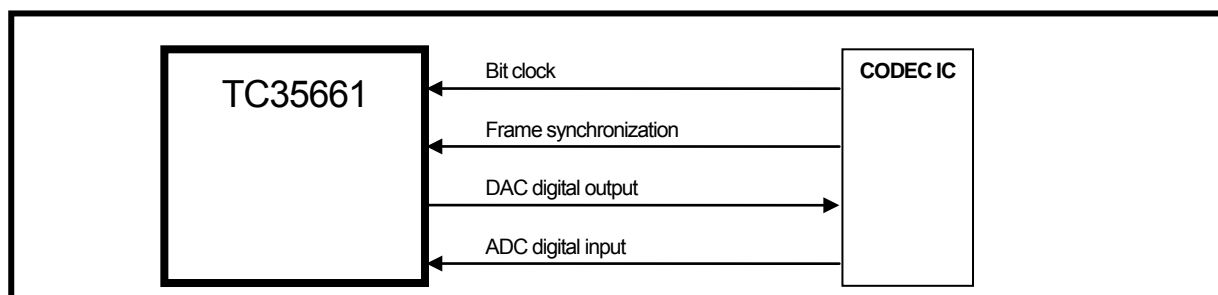 TC35661
Bit clock
CODEC IC
Frame synchronization
DAC digital output
ADC digital input